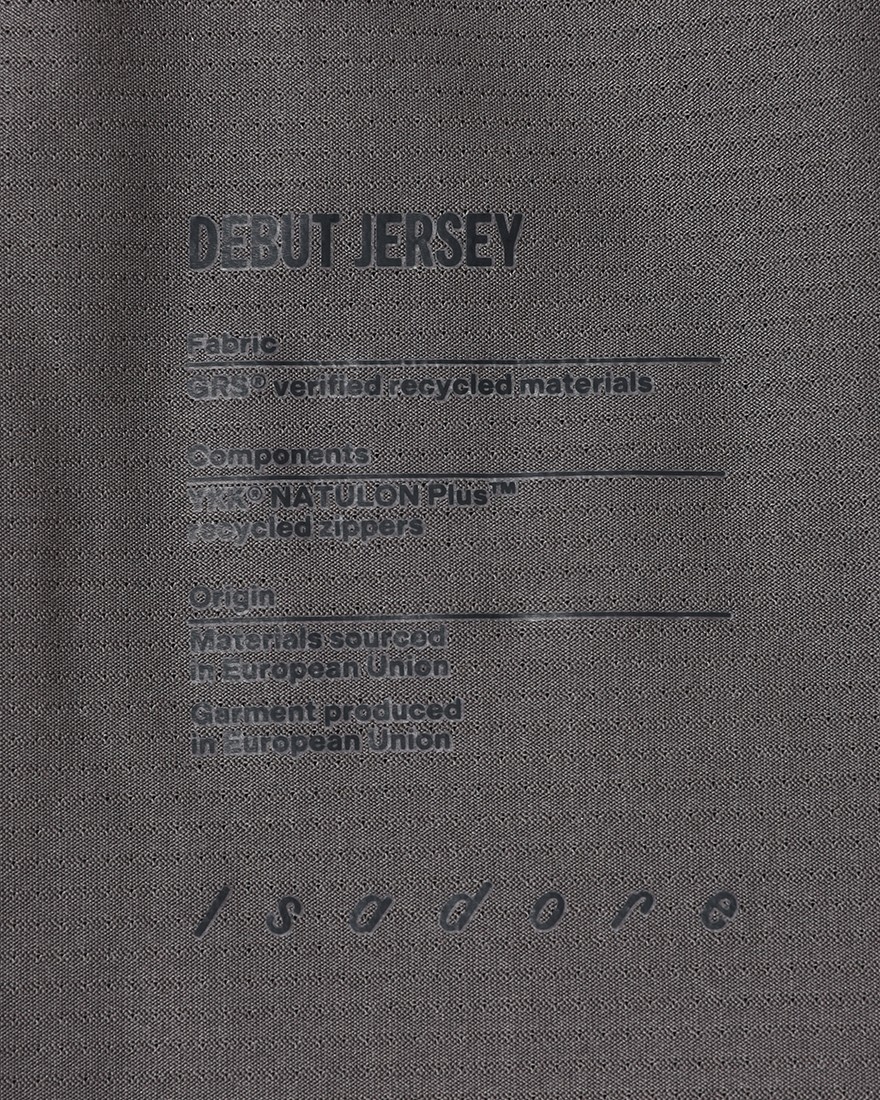 DEBUT JERSEY
Fabric
GRS® verified recycled materials
Components
YKK® NATULON Plus™
recycled zippers
Origin
Materials sourced
in European Union
Garment produced
in European Union
Isadore